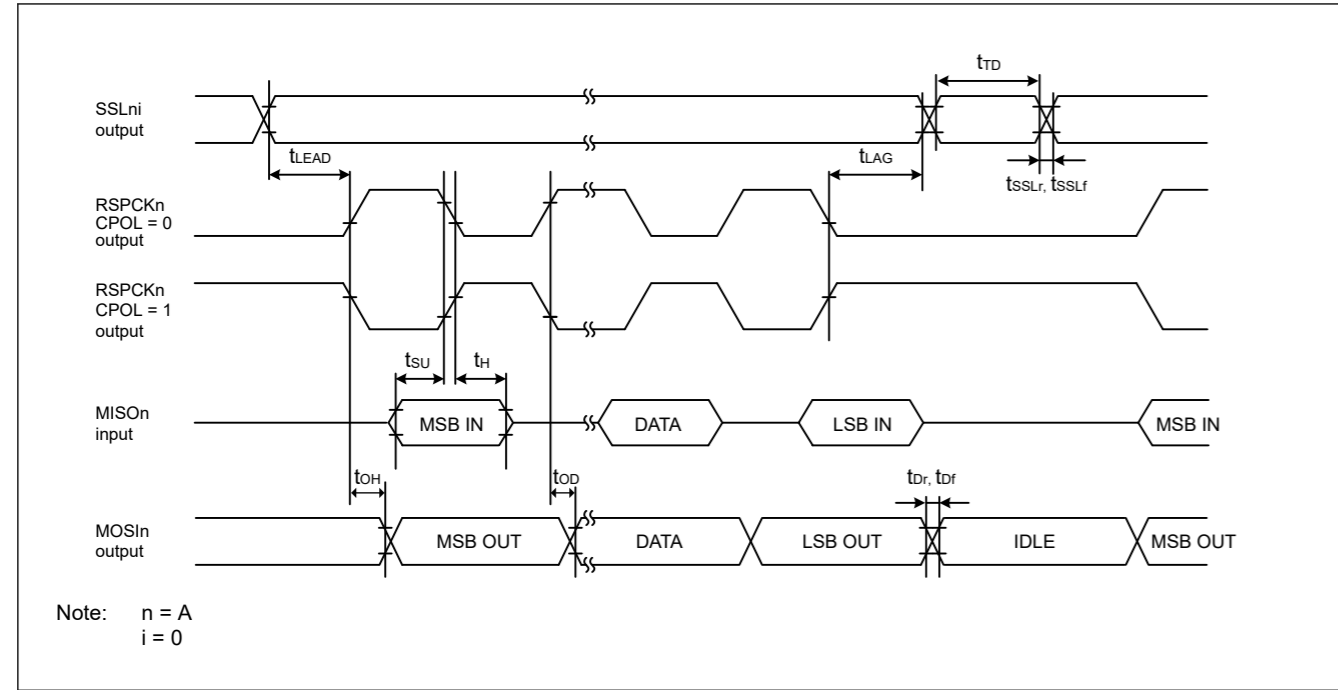 tTD
SSLni
output
tLEAD
tLAG
tSSLr, tSSLf
RSPCKn
CPOL = 0
output
RSPCKn
CPOL = 1
output
tSU
tH
MISOn
input
MSB IN
DATA
LSB IN
MSB IN
tOH
tOD
tDr, tDf
MOSIn
output
MSB OUT
DATA
LSB OUT
IDLE
MSB OUT
Note: n = A
i = 0